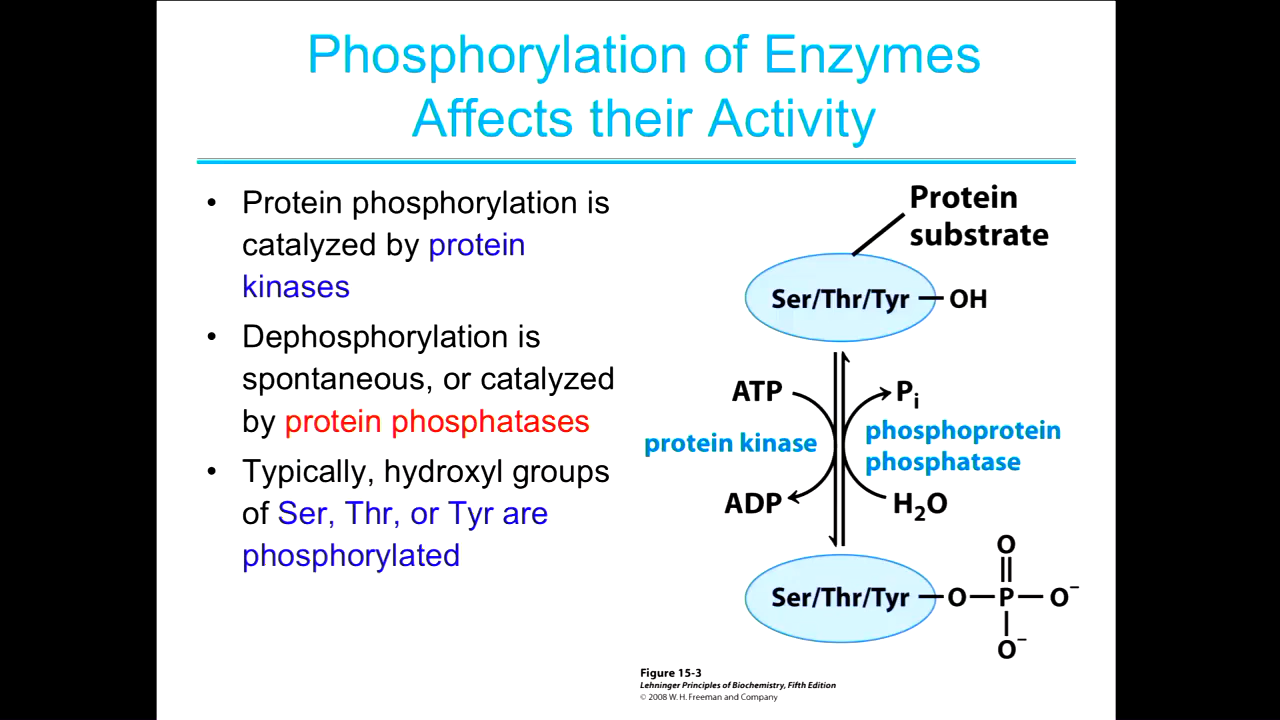 Phosphorylation of Enzymes
Affects their Activity
• Protein phosphorylation is
catalyzed by protein
kinases
• Dephosphorylation is
spontaneous, or catalyzed
by protein phosphatases
• Typically, hydroxyl groups
of Ser, Thr, or Tyr are
phosphorylated
Protein
substrate
Ser/Thr/Tyr — OH
ATP
Pᵢ
protein kinase
phosphoprotein
phosphatase
ADP
H₂O
O
Ser/Thr/Tyr — O — P — O⁻
O⁻
Figure 15-3
Lehninger Principles of Biochemistry, Fifth Edition
© 2008 W. H. Freeman and Company